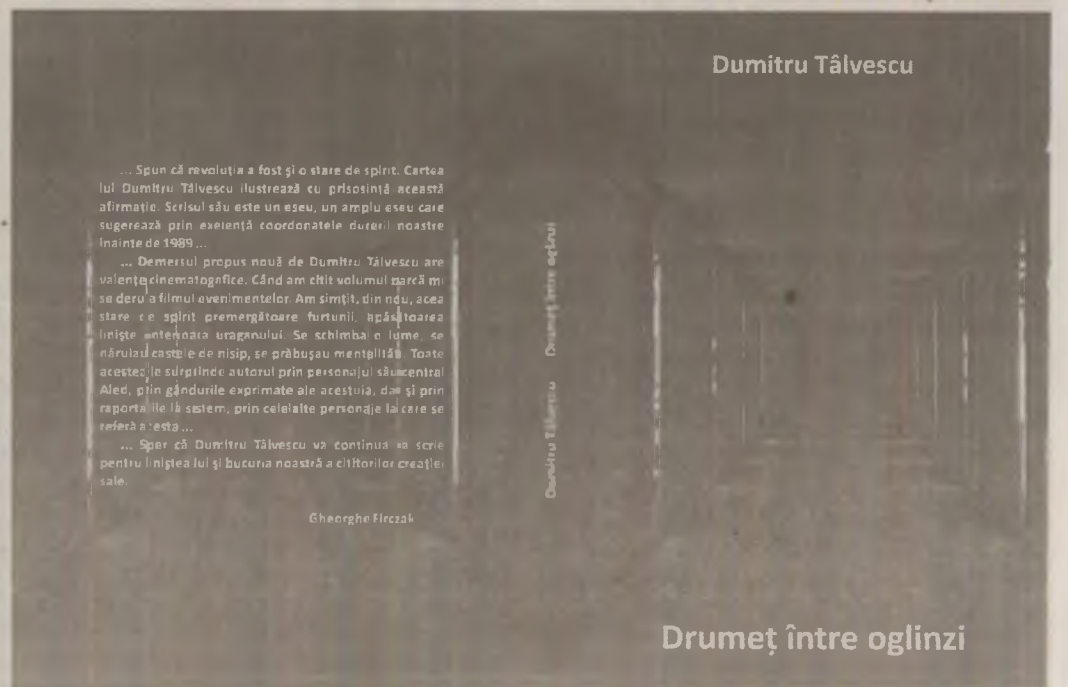 ... Spun că revoluția a fost și o stare de spirit. Cartea
lui Dumitru Tâlvescu ilustrează cu prisosință această
afirmație. Scrisul său este un eseu, un amplu eseu care
sugerează prin exelență coordonatele durerii noastre
înainte de 1989 ...
... Demersul propus nouă de Dumitru Tâlvescu are
valențe cinematografice. Când am citit volumul parcă mi
se derula filmul evenimentelor. Am simțit, din nou, acea
stare de spirit premergătoare furtunii, apăsătoarea
liniște anterioară uraganului. Se schimba o lume, se
năruiau castele de nisip, se prăbușau mentalități. Toate
acestea le surprinde autorul prin personajul său central
Aled, prin gândurile exprimate ale acestuia, dar și prin
raportările la sistem, prin celelalte personaje la care se
referă acesta ...
... Sper că Dumitru Tâlvescu va continua să scrie
pentru liniștea lui și bucuria noastră a cititorilor creației
sale.
Gheorghe Firczak
Dumitru Tâlvescu Drumeț între oglinzi
Dumitru Tâlvescu
Drumeț între oglinzi